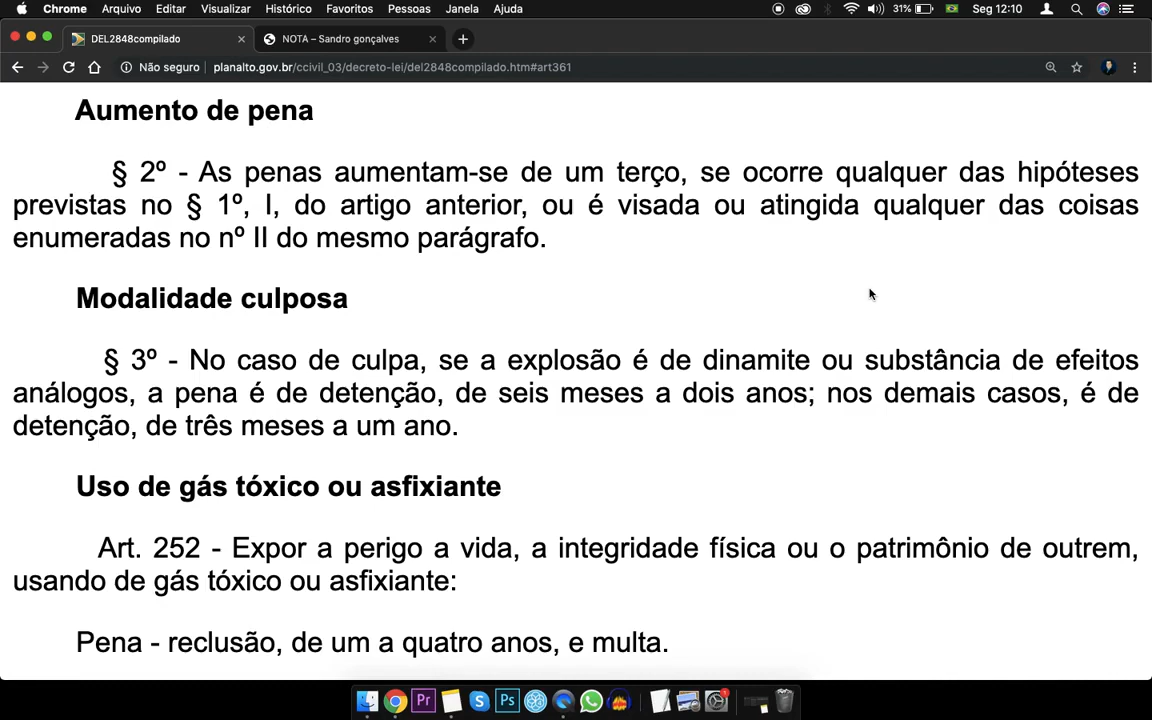 Chrome Arquivo Editar Visualizar Histórico Favoritos Pessoas Janela Ajuda 31% Seg 12:10
DEL2848compilado NOTA – Sandro gonçalves
Não seguro planalto.gov.br/ccivil_03/decreto-lei/del2848compilado.htm#art361
Aumento de pena
§ 2º - As penas aumentam-se de um terço, se ocorre qualquer das hipóteses
previstas no § 1º, I, do artigo anterior, ou é visada ou atingida qualquer das coisas
enumeradas no nº II do mesmo parágrafo.
Modalidade culposa
§ 3º - No caso de culpa, se a explosão é de dinamite ou substância de efeitos
análogos, a pena é de detenção, de seis meses a dois anos; nos demais casos, é de
detenção, de três meses a um ano.
Uso de gás tóxico ou asfixiante
Art. 252 - Expor a perigo a vida, a integridade física ou o patrimônio de outrem,
usando de gás tóxico ou asfixiante:
Pena - reclusão, de um a quatro anos, e multa.
Pr Ps